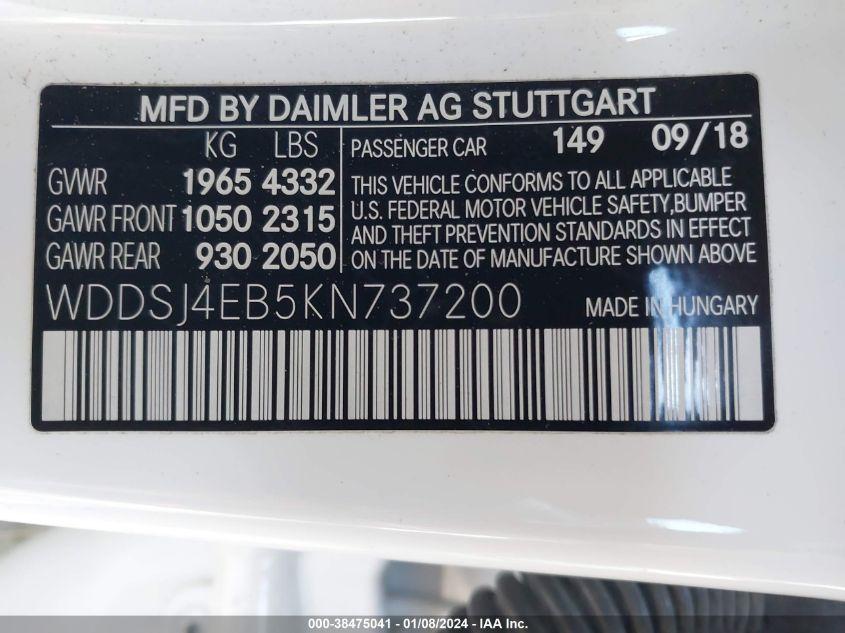 MFD BY DAIMLER AG STUTTGART
KG LBS
GVWR 1965 4332
GAWR FRONT 1050 2315
GAWR REAR 930 2050
PASSENGER CAR 149 09/18
THIS VEHICLE CONFORMS TO ALL APPLICABLE
U.S. FEDERAL MOTOR VEHICLE SAFETY, BUMPER
AND THEFT PREVENTION STANDARDS IN EFFECT
ON THE DATE OF MANUFACTURE SHOWN ABOVE
WDDSJ4EB5KN737200
MADE IN HUNGARY
000-38475041 - 01/08/2024 - IAA Inc.